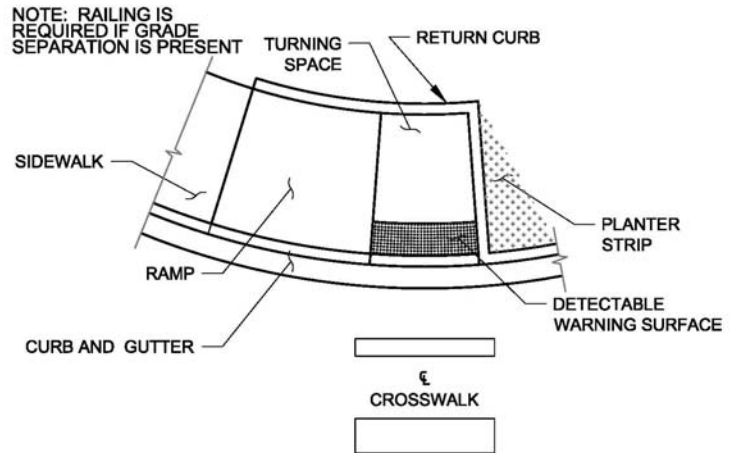 NOTE: RAILING IS
REQUIRED IF GRADE
SEPARATION IS PRESENT
TURNING
SPACE
RETURN CURB
SIDEWALK
PLANTER
STRIP
RAMP
DETECTABLE
WARNING SURFACE
CURB AND GUTTER
℄
CROSSWALK